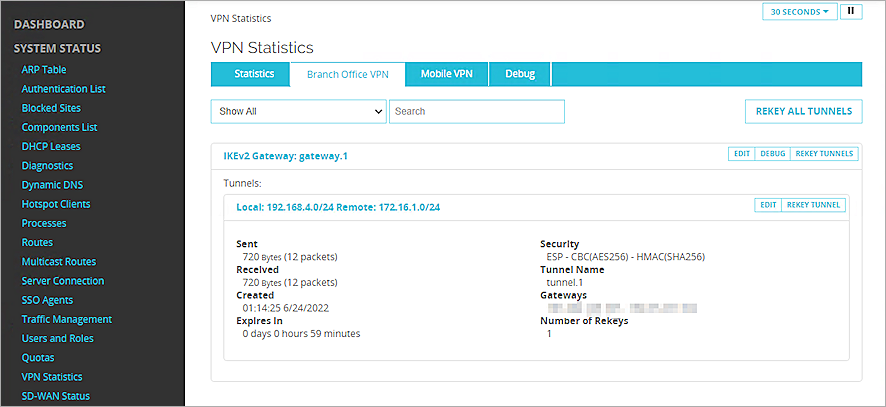 DASHBOARD
SYSTEM STATUS
ARP Table
Authentication List
Blocked Sites
Components List
DHCP Leases
Diagnostics
Dynamic DNS
Hotspot Clients
Processes
Routes
Multicast Routes
Server Connection
SSO Agents
Traffic Management
Users and Roles
Quotas
VPN Statistics
SD-WAN Status
VPN Statistics
30 SECONDS
VPN Statistics
Statistics Branch Office VPN Mobile VPN Debug
Show All Search REKEY ALL TUNNELS
IKEv2 Gateway: gateway.1 EDIT DEBUG REKEY TUNNELS
Tunnels:
Local: 192.168.4.0/24 Remote: 172.16.1.0/24 EDIT REKEY TUNNEL
Sent
720 Bytes (12 packets)
Received
720 Bytes (12 packets)
Created
01:14:25 6/24/2022
Expires In
0 days 0 hours 59 minutes
Security
ESP - CBC(AES256) - HMAC(SHA256)
Tunnel Name
tunnel.1
Gateways
Number of Rekeys
1